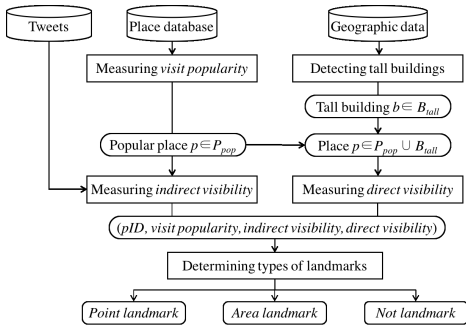 Tweets
Place database
Geographic data
Measuring visit popularity
Detecting tall buildings
Tall building b∈B_tall
Popular place p∈P_pop
Place p∈P_pop ∪ B_tall
Measuring indirect visibility
Measuring direct visibility
(pID, visit popularity, indirect visibility, direct visibility)
Determining types of landmarks
Point landmark
Area landmark
Not landmark